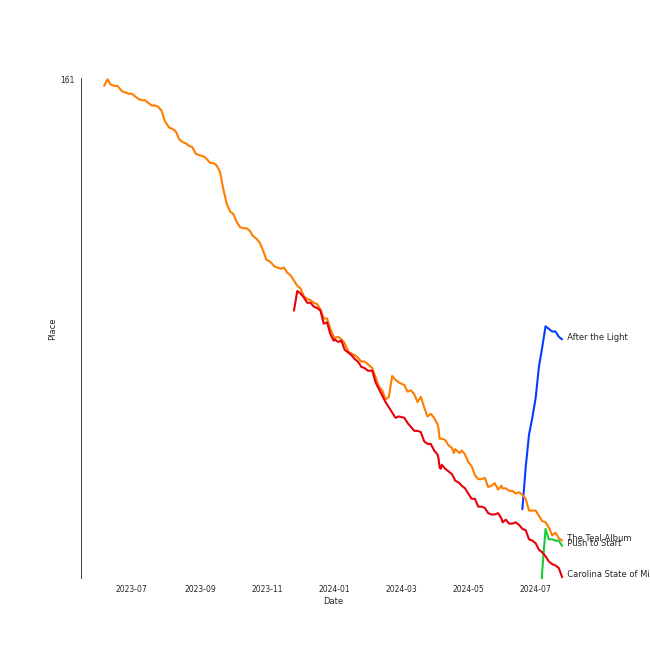 161
Place
After the Light
The Teal Album
Push to Start
Carolina State of Mi
2023-07
2023-09
2023-11
2024-01
2024-03
2024-05
2024-07
Date